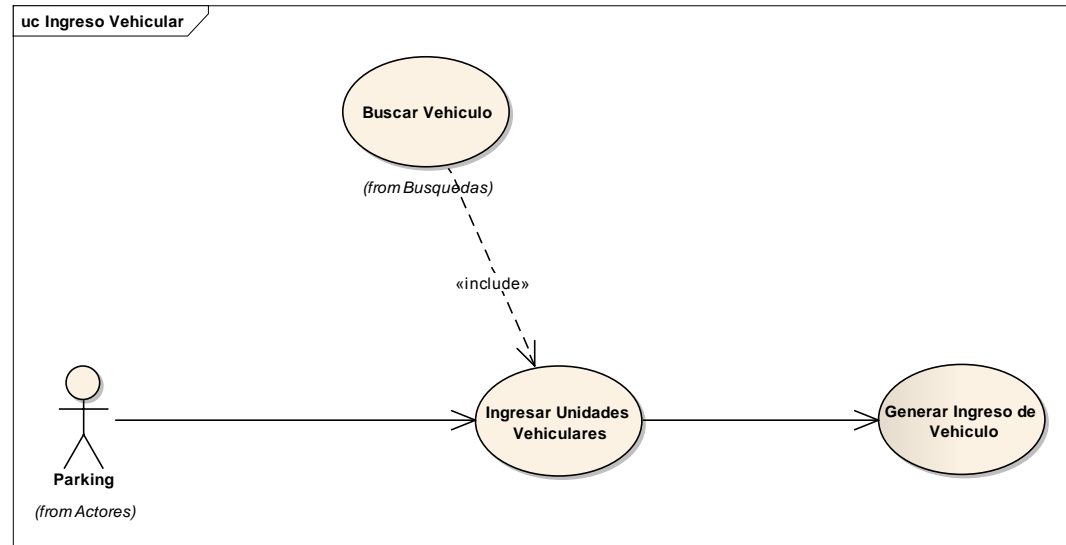 uc Ingreso Vehicular
Buscar Vehiculo
(from Busquedas)
«include»
Ingresar Unidades
Vehiculares
Generar Ingreso de
Vehiculo
Parking
(from Actores)